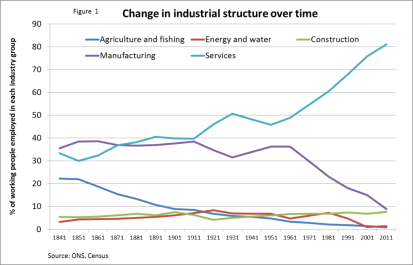 Figure 1
Change in industrial structure over time
% of working people employed in each industry group
90
80
70
60
50
40
30
20
10
0
Agriculture and fishing
Energy and water
Construction
Manufacturing
Services
1841 1851 1861 1871 1881 1891 1901 1911 1921 1931 1951 1961 1971 1981 1991 2001 2011
Source: ONS, Census